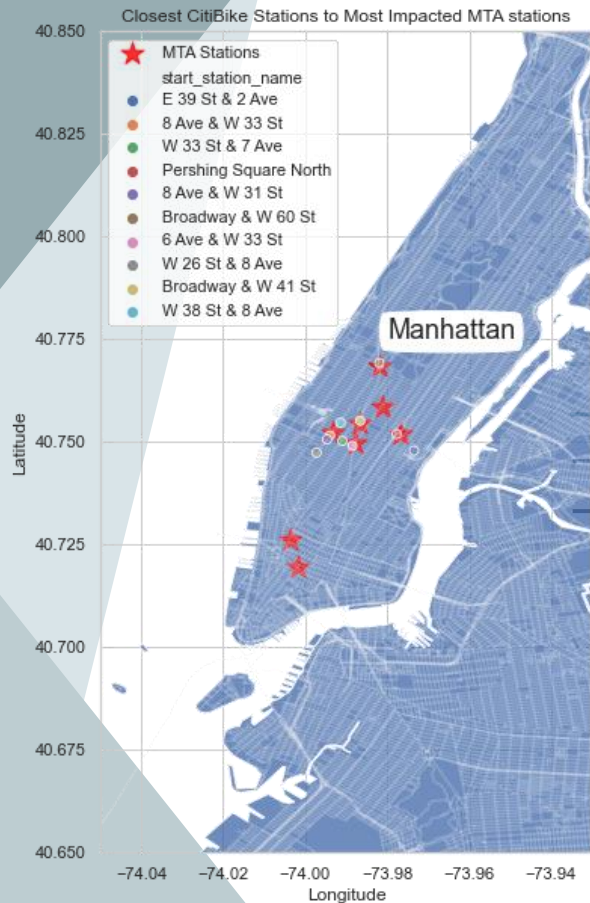 Closest CitiBike Stations to Most Impacted MTA stations
40.850
MTA Stations
start_station_name
E 39 St & 2 Ave
8 Ave & W 33 St
W 33 St & 7 Ave
Pershing Square North
8 Ave & W 31 St
Broadway & W 60 St
6 Ave & W 33 St
W 26 St & 8 Ave
Broadway & W 41 St
W 38 St & 8 Ave
40.825
40.800
40.775
Manhattan
40.750
40.725
40.700
40.675
40.650
Latitude
−74.04 −74.02 −74.00 −73.98 −73.96 −73.94
Longitude